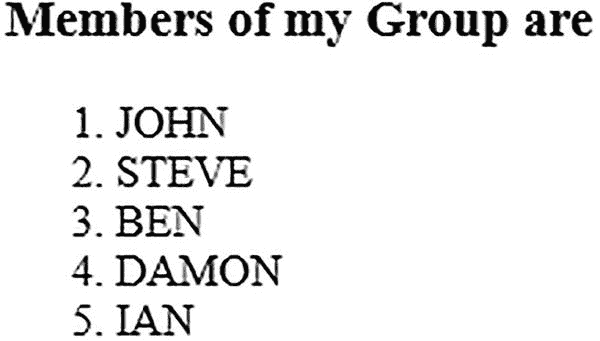 Members of my Group are
1. JOHN
2. STEVE
3. BEN
4. DAMON
5. IAN